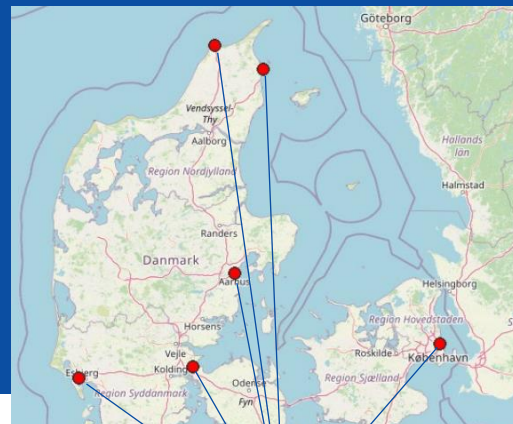 Göteborg
Vendsyssel-
Thy
Aalborg
Hallands
län
Region Nordjylland
Halmstad
Randers
Danmark
Aarhus
Helsingborg
Horsens
Region Hovedstaden
Vejle
Roskilde
København
Kolding
Esbjerg
Region Sjælland
Odense
Region Syddanmark
Fyn
S